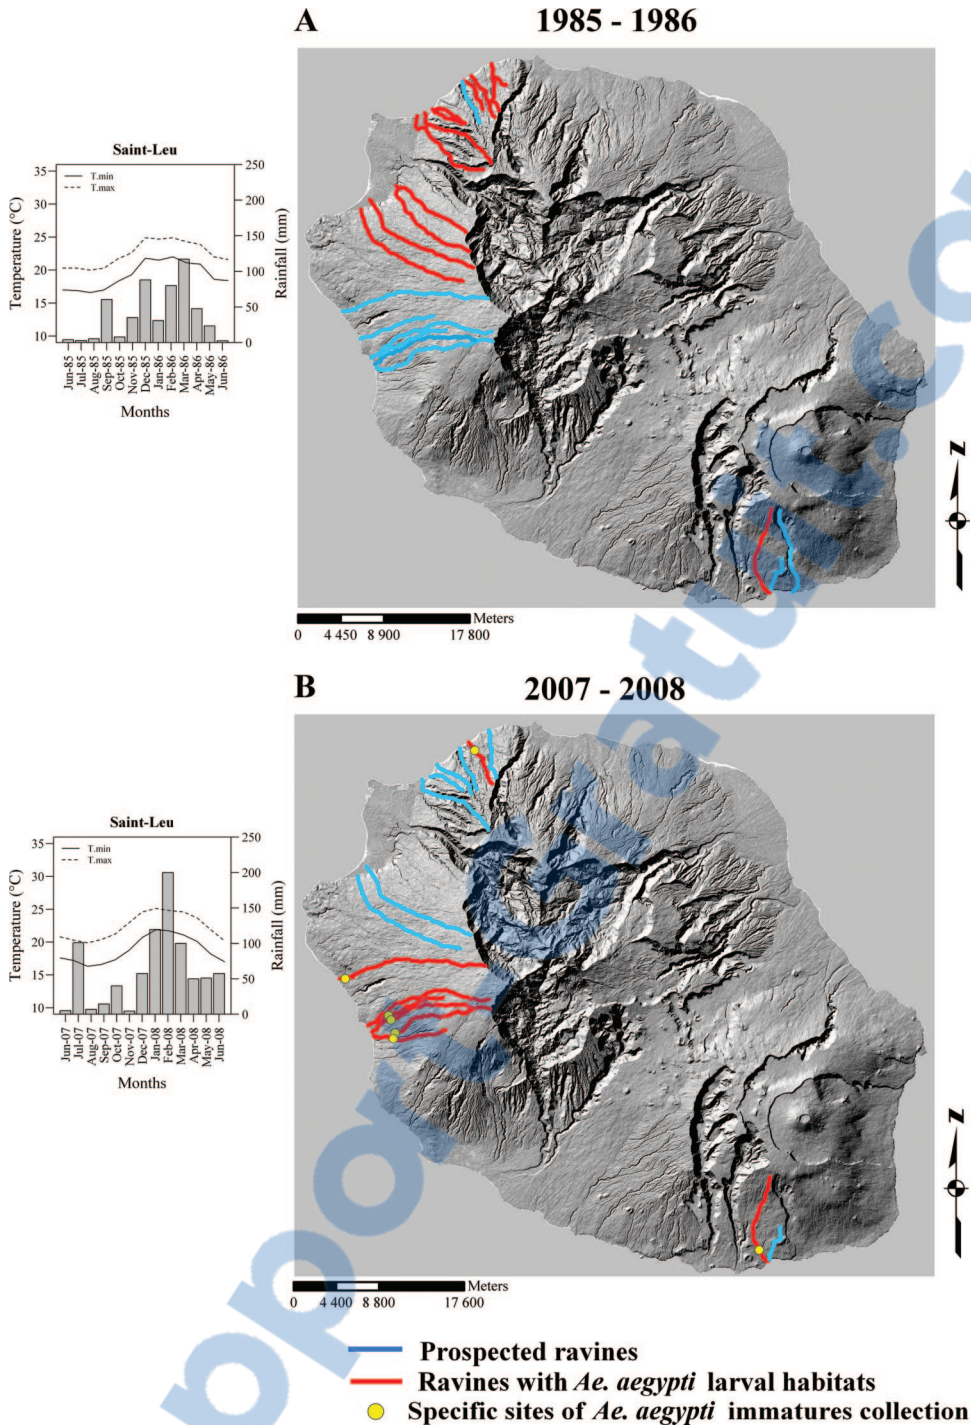 A
1985 - 1986
Saint-Leu
T.min
T.max
Temperature (°C)
35
30
25
20
15
10
Rainfall (mm)
250
200
150
100
50
0
Jun-85
Jul-85
Aug-85
Sep-85
Oct-85
Nov-85
Dec-85
Jan-86
Feb-86
Mar-86
Apr-86
May-86
Jun-86
Months
N
Meters
0 4 450 8 900 17 800
B
2007 - 2008
Saint-Leu
T.min
T.max
Temperature (°C)
35
30
25
20
15
10
Rainfall (mm)
250
200
150
100
50
0
Jun-07
Jul-07
Aug-07
Sep-07
Oct-07
Nov-07
Dec-07
Jan-08
Feb-08
Mar-08
Apr-08
May-08
Jun-08
Months
N
Meters
0 4 400 8 800 17 600
Prospected ravines
Ravines with Ae. aegypti larval habitats
Specific sites of Ae. aegypti immatures collection